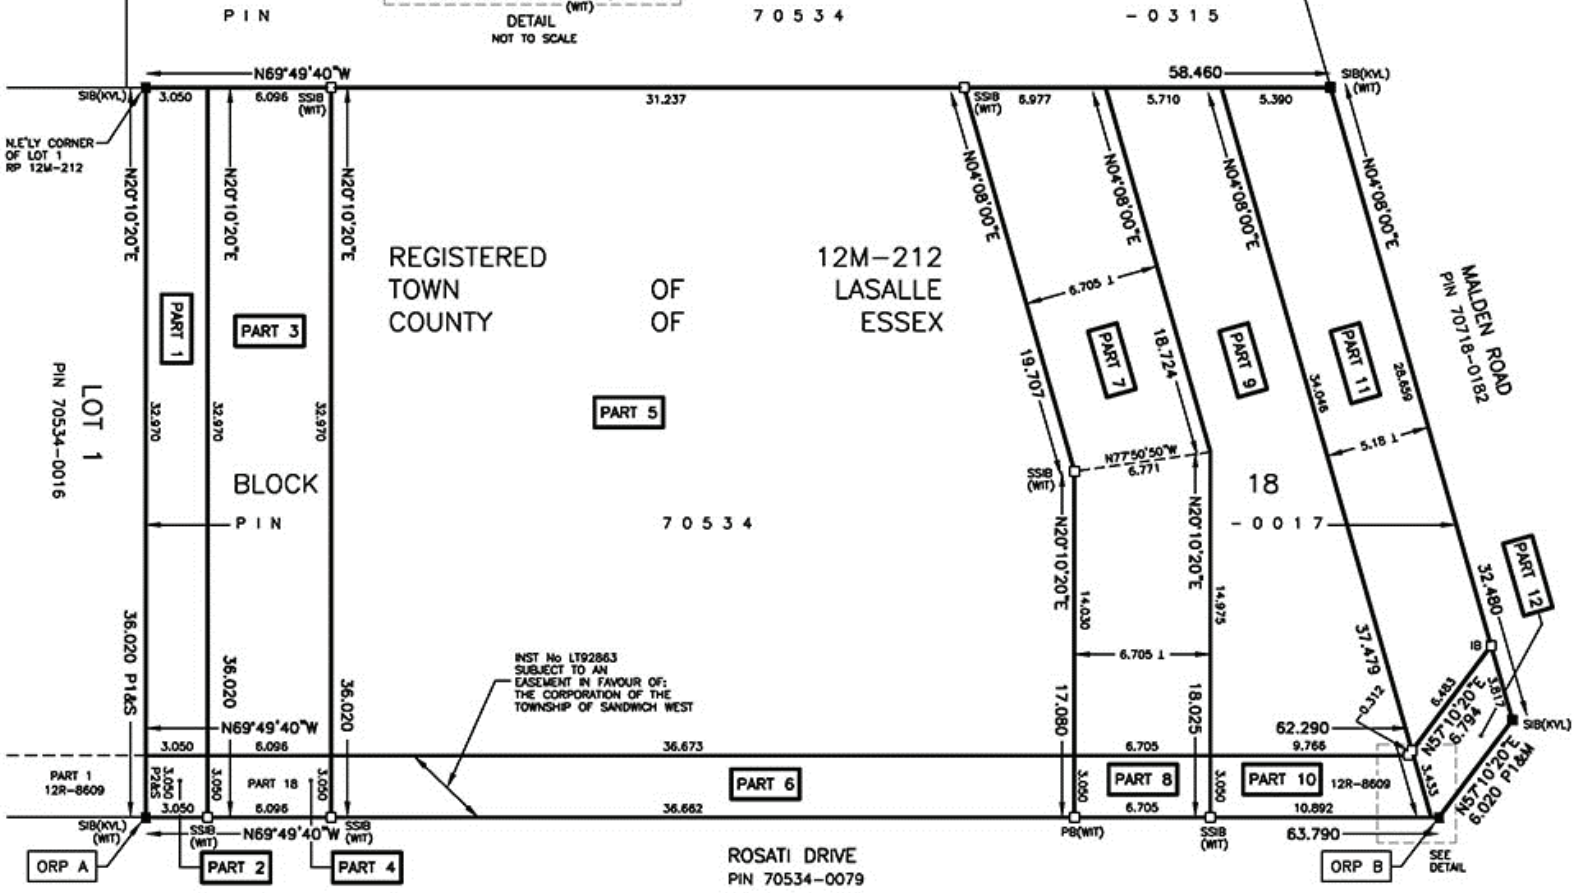 (WIT)
PIN 70534 -0315
DETAIL
NOT TO SCALE
N69°49'40"W
58.460
SIB(KVL)
(WIT)
SIB(KVL)
3.050
6.096
SSIB
(WIT)
31.237
SSIB
(WIT)
6.977
5.710
5.390
N.E'LY CORNER
OF LOT 1
RP 12M-212
N20°10'20"E
N20°10'20"E
N20°10'20"E
N04°08'00"E
N04°08'00"E
N04°08'00"E
N04°08'00"E
REGISTERED 12M-212
TOWN OF LASALLE
COUNTY OF ESSEX
MALDEN ROAD
PIN 70718-0182
6.705 ⊥
PART 1
PART 3
PART 5
PART 7
PART 9
PART 11
19.707
18.724
34.046
28.659
5.18 ⊥
LOT 1
PIN 70534-0016
32.970
32.970
32.970
N77°50'50"W
6.771
SSIB
(WIT)
BLOCK 18
PIN 70534 -0017
N20°10'20"E
N20°10'20"E
14.030
14.975
6.705 ⊥
PART 12
32.480
IB
36.020 P1&S
36.020
36.020
INST No LT92863
SUBJECT TO AN
EASEMENT IN FAVOUR OF:
THE CORPORATION OF THE
TOWNSHIP OF SANDWICH WEST
17.080
18.025
37.479
0.312
6.483
3.817
N57°10'20"E
6.794
SIB(KVL)
N57°10'20"E
6.020 P1&M
N69°49'40"W
62.290
3.050
6.096
36.673
6.705
9.766
PART 1
12R-8609
3.050
P2&S
3.050
PART 18
3.050
PART 6
3.050
PART 8
3.050
PART 10
12R-8609
3.433
3.050
6.096
36.662
6.705
10.892
SIB(KVL)
(WIT)
SSIB
(WIT)
N69°49'40"W
SSIB
(WIT)
PB(WIT)
SSIB
(WIT)
63.790
ORP A
PART 2
PART 4
ROSATI DRIVE
PIN 70534-0079
ORP B
SEE
DETAIL